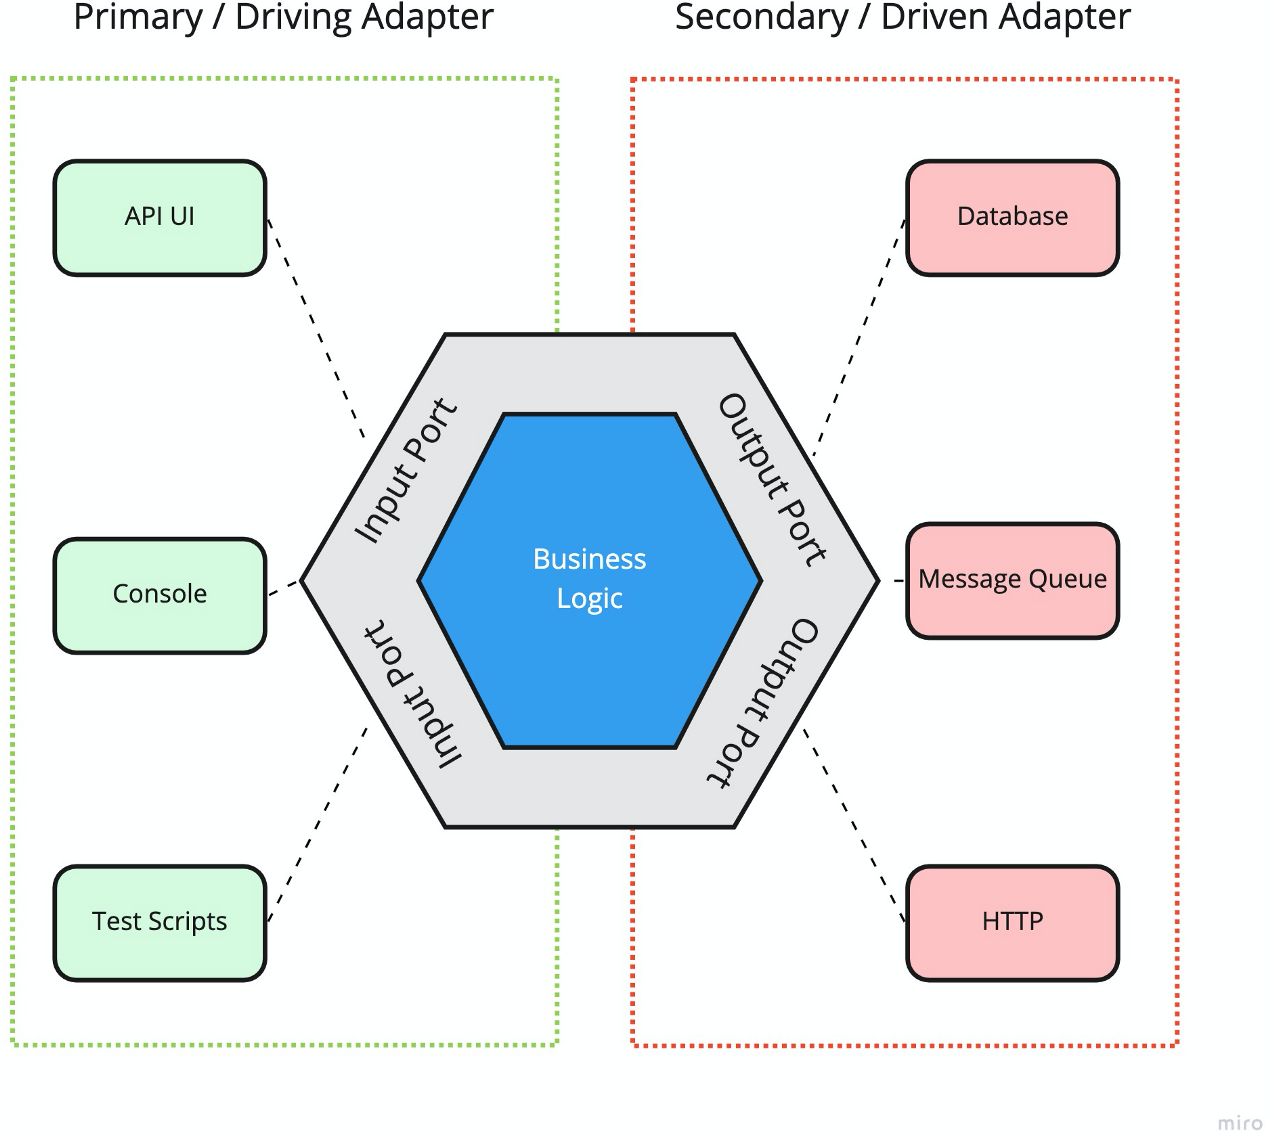 Primary / Driving Adapter
Secondary / Driven Adapter
API UI
Database
Input Port
Output Port
Console
Business
Logic
Message Queue
Input Port
Output Port
Test Scripts
HTTP
miro